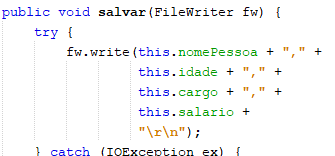 public void salvar(FileWriter fw) {
try {
fw.write(this.nomePessoa + "," +
this.idade + "," +
this.cargo + "," +
this.salario +
"\r\n");
} catch (IOException ex) {